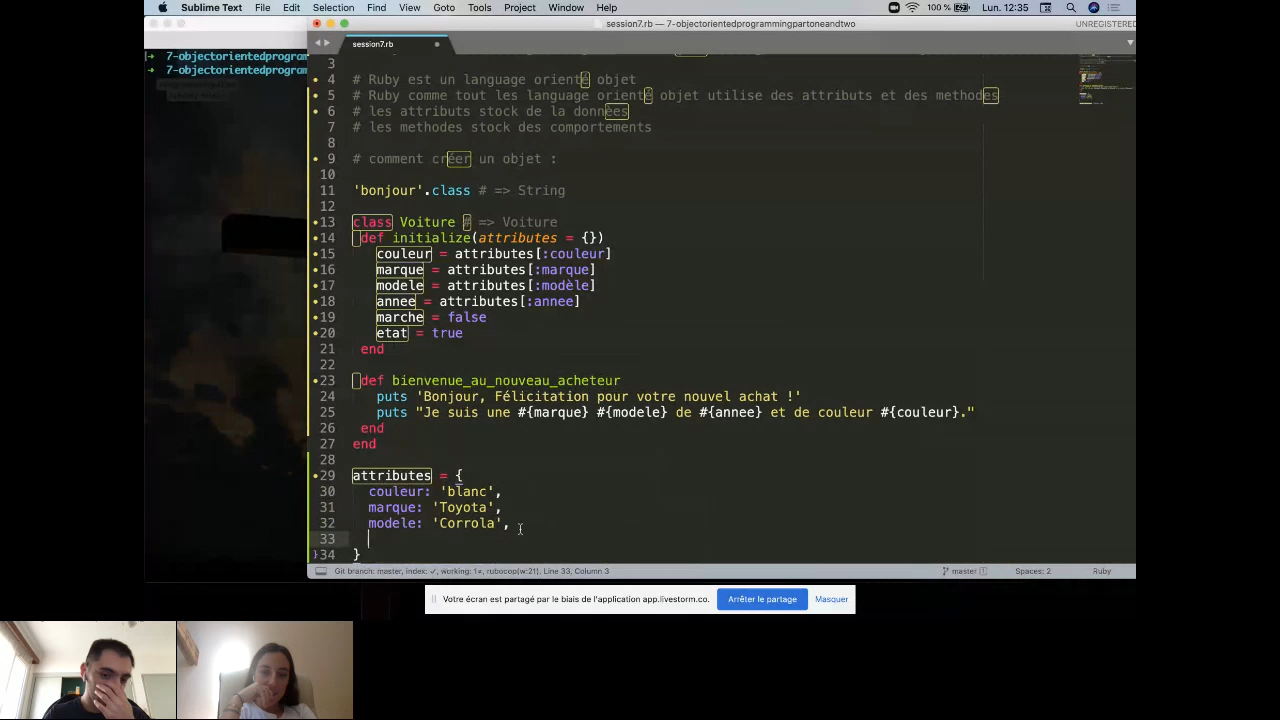 Sublime Text File Edit Selection Find View Goto Tools Project Window Help 100 % Lun. 12:35
session7.rb — 7-objectorientedprogrammingpartoneandtwo UNREGISTERED
session7.rb
7-objectorientedprogram
7-objectorientedprogram
3
4 # Ruby est un language orienté objet
5 # Ruby comme tout les language orienté objet utilise des attributs et des methodes
6 # les attributs stock de la donnèes
7 # les methodes stock des comportements
8
9 # comment créer un objet :
10
11 'bonjour'.class # => String
12
13 class Voiture # => Voiture
14 def initialize(attributes = {})
15 couleur = attributes[:couleur]
16 marque = attributes[:marque]
17 modele = attributes[:modèle]
18 annee = attributes[:annee]
19 marche = false
20 etat = true
21 end
22
23 def bienvenue_au_nouveau_acheteur
24 puts 'Bonjour, Félicitation pour votre nouvel achat !'
25 puts "Je suis une #{marque} #{modele} de #{annee} et de couleur #{couleur}."
26 end
27 end
28
29 attributes = {
30 couleur: 'blanc',
31 marque: 'Toyota',
32 modele: 'Corrola',
33
34 }
Git branch: master, index: ✓, working: 1≠, rubocop(w:21), Line 33, Column 3 master 1 Spaces: 2 Ruby
Votre écran est partagé par le biais de l'application app.livestorm.co. Arrêter le partage Masquer